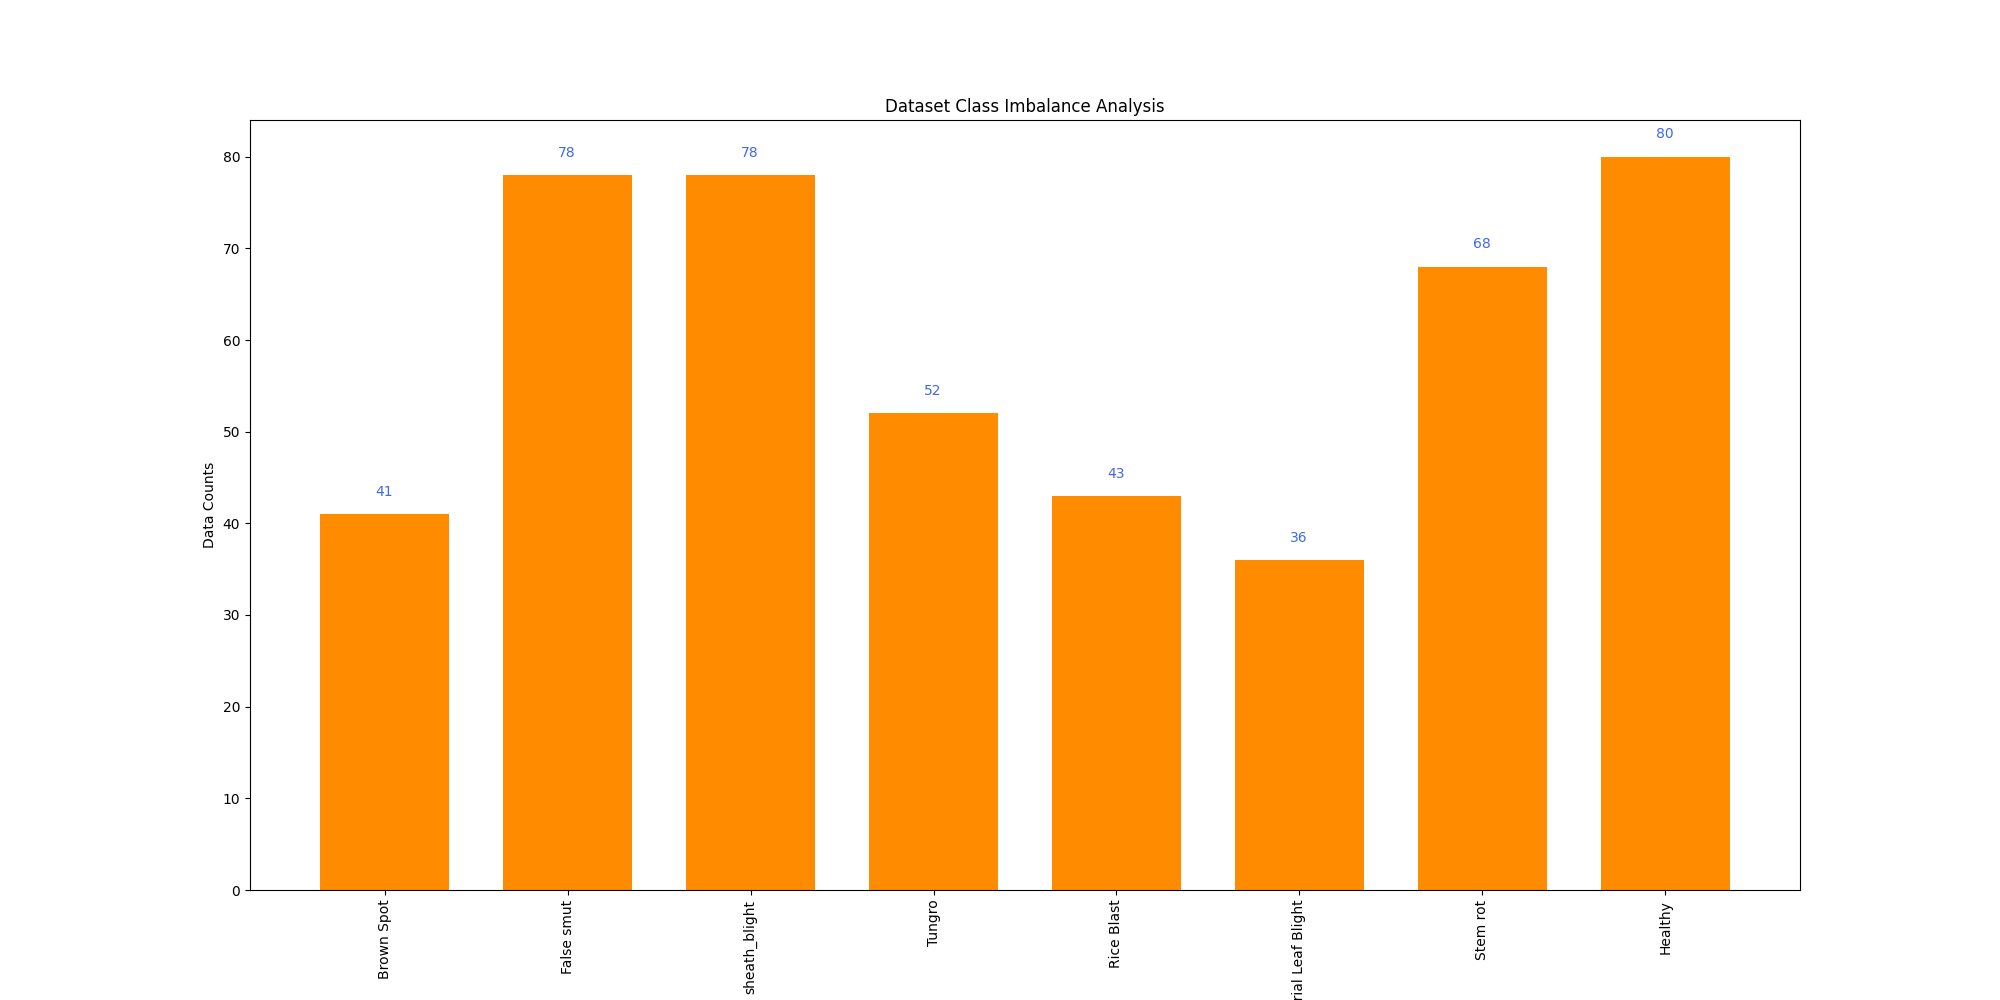 Dataset Class Imbalance Analysis
Data Counts
80
70
60
50
40
30
20
10
0
41
78
78
52
43
36
68
80
Brown Spot
False smut
sheath_blight
Tungro
Rice Blast
rial Leaf Blight
Stem rot
Healthy